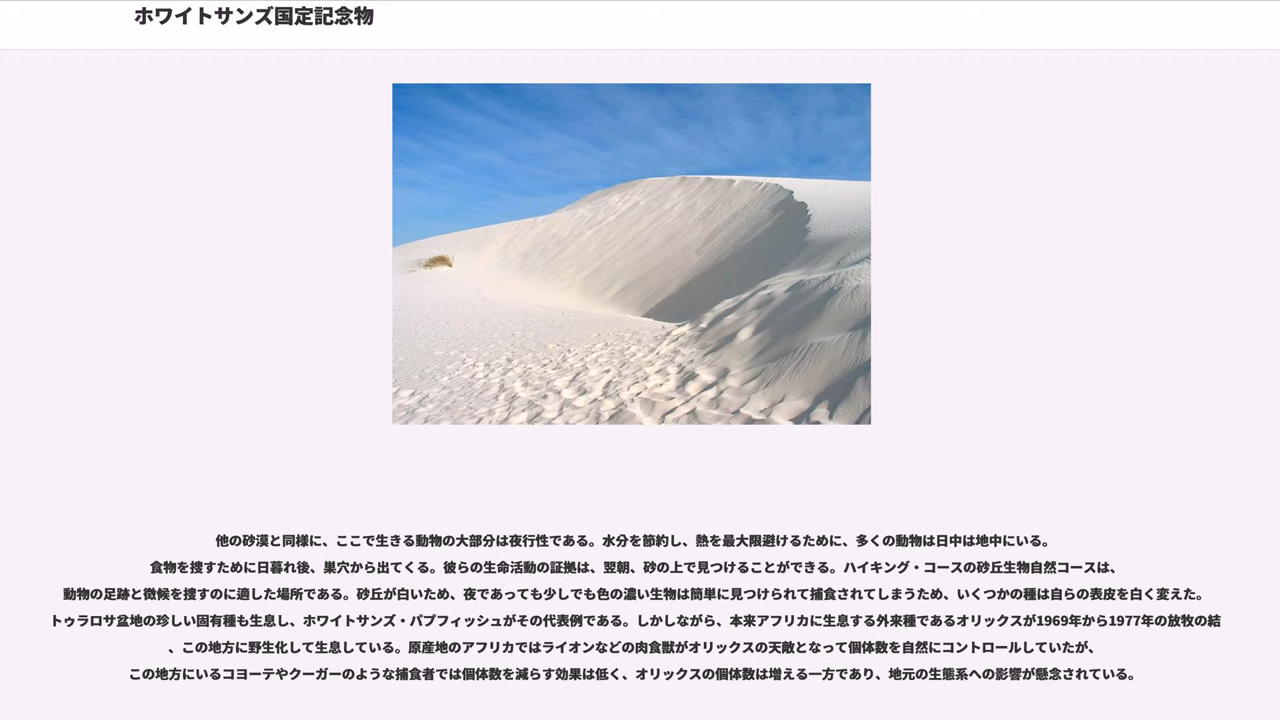 ホワイトサンズ国定記念物
他の砂漠と同様に、ここで生きる動物の大部分は夜行性である。水分を節約し、熱を最大限避けるために、多くの動物は日中は地中にいる。
食物を捜すために日暮れ後、巣穴から出てくる。彼らの生命活動の証拠は、翌朝、砂の上で見つけることができる。ハイキング・コースの砂丘生物自然コースは、
動物の足跡と徴候を捜すのに適した場所である。砂丘が白いため、夜であっても少しでも色の濃い生物は簡単に見つけられて捕食されてしまうため、いくつかの種は自らの表皮を白く変えた。
トゥラロサ盆地の珍しい固有種も生息し、ホワイトサンズ・パプフィッシュがその代表例である。しかしながら、本来アフリカに生息する外来種であるオリックスが1969年から1977年の放牧の結
、この地方に野生化して生息している。原産地のアフリカではライオンなどの肉食獣がオリックスの天敵となって個体数を自然にコントロールしていたが、
この地方にいるコヨーテやクーガーのような捕食者では個体数を減らす効果は低く、オリックスの個体数は増える一方であり、地元の生態系への影響が懸念されている。